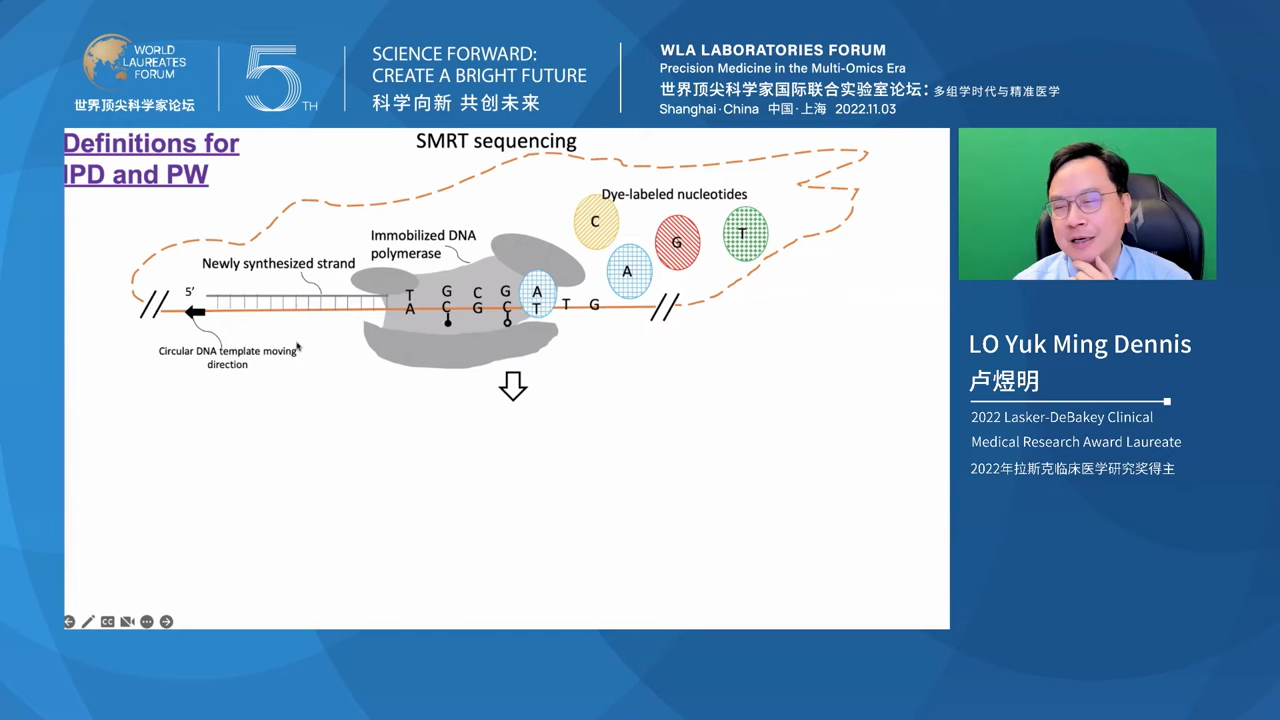 WORLD
LAUREATES
FORUM
世界顶尖科学家论坛
5TH
SCIENCE FORWARD:
CREATE A BRIGHT FUTURE
科学向新 共创未来
WLA LABORATORIES FORUM
Precision Medicine in the Multi-Omics Era
世界顶尖科学家国际联合实验室论坛：多组学时代与精准医学
Shanghai·China 中国·上海 2022.11.03
Definitions for
IPD and PW
SMRT sequencing
Dye-labeled nucleotides
C
G
T
A
Immobilized DNA
polymerase
Newly synthesized strand
5’
T G C G A
A C G C T T G
Circular DNA template moving
direction
CC
LO Yuk Ming Dennis
卢煜明
2022 Lasker-DeBakey Clinical
Medical Research Award Laureate
2022年拉斯克临床医学研究奖得主